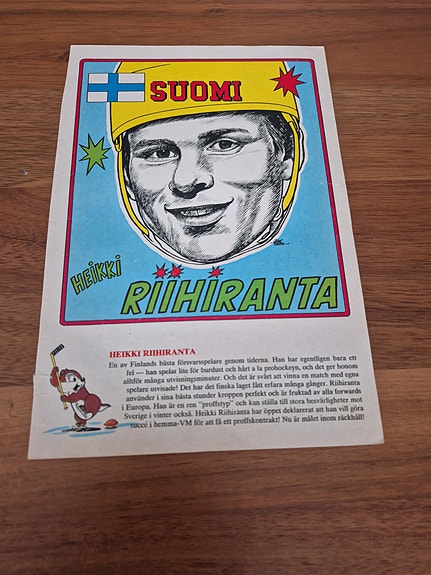 SUOMI
HEIKKI
RIIHIRANTA
HEIKKI RIIHIRANTA
En av Finlands bästa försvarsspelare genom tiderna. Han har egentligen bara ett
fel — han spelar lite för burdust och hårt a la prohockeyn, och det ger honom
alltför många utvisningsminuter. Och det är svårt att vinna en match med egna
spelare utvisade! Det har det finska laget fått erfara många gånger. Riihiranta
använder i sina bästa stunder kroppen perfekt och är fruktad av alla forwards
i Europa. Han är en ren "proffstyp" och kan ställa till stora besvärligheter mot
Sverige i vinter också. Heikki Riihiranta har öppet deklarerat att han vill göra
succé i hemma-VM för att få ett proffskontrakt! Nu är målet inom räckhåll!